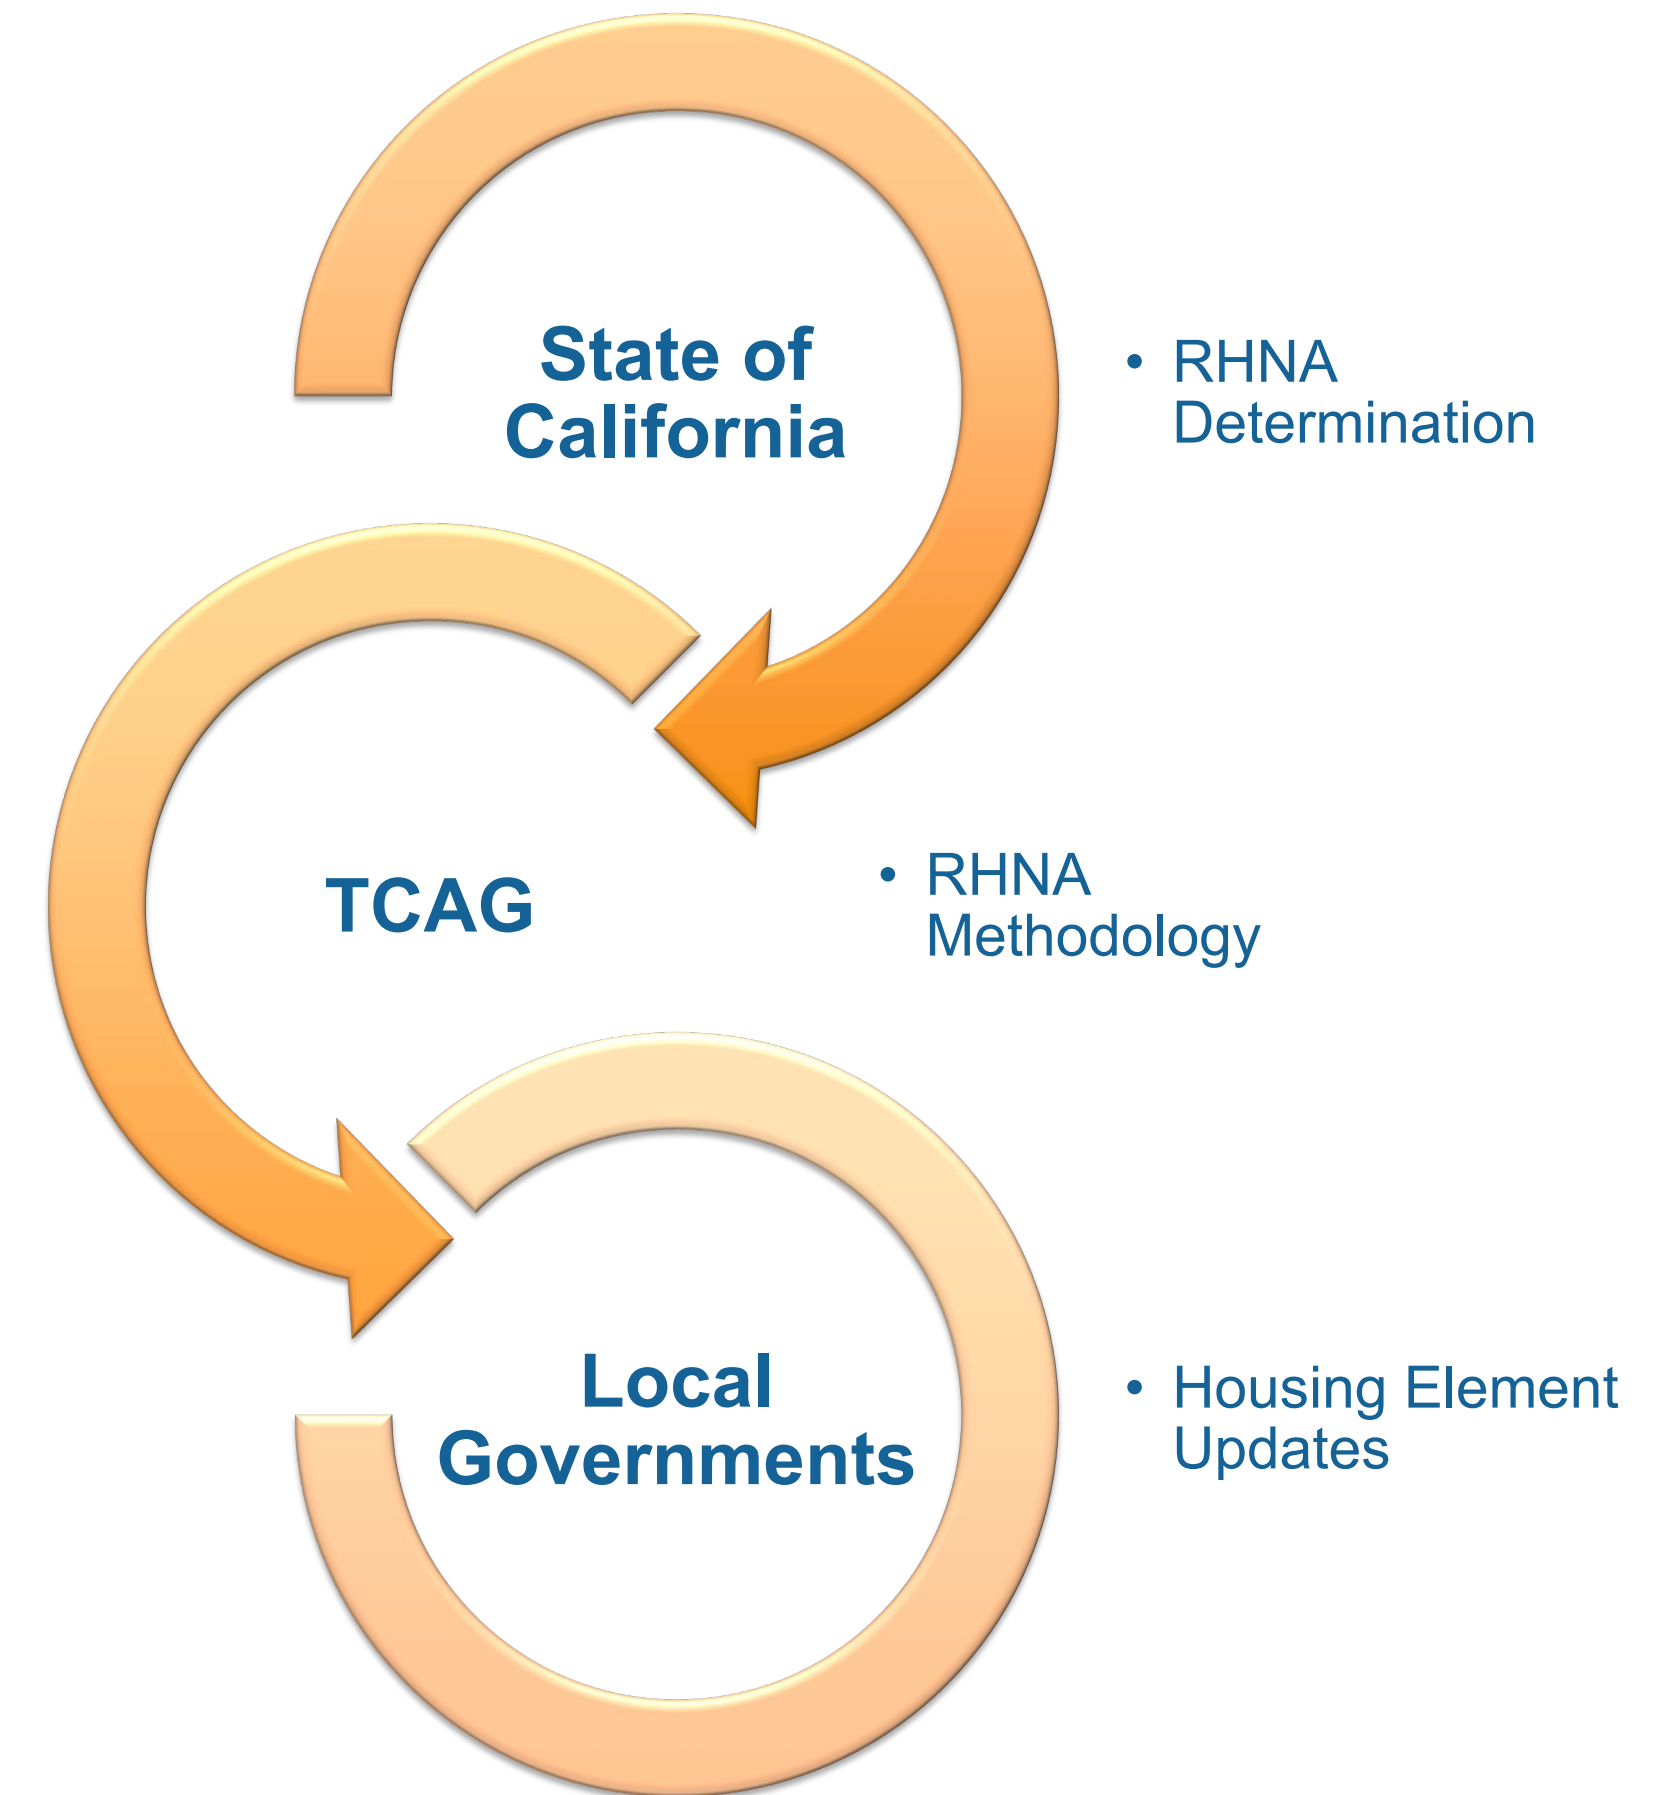 State of
California
• RHNA
Determination
TCAG
• RHNA
Methodology
Local
Governments
• Housing Element
Updates